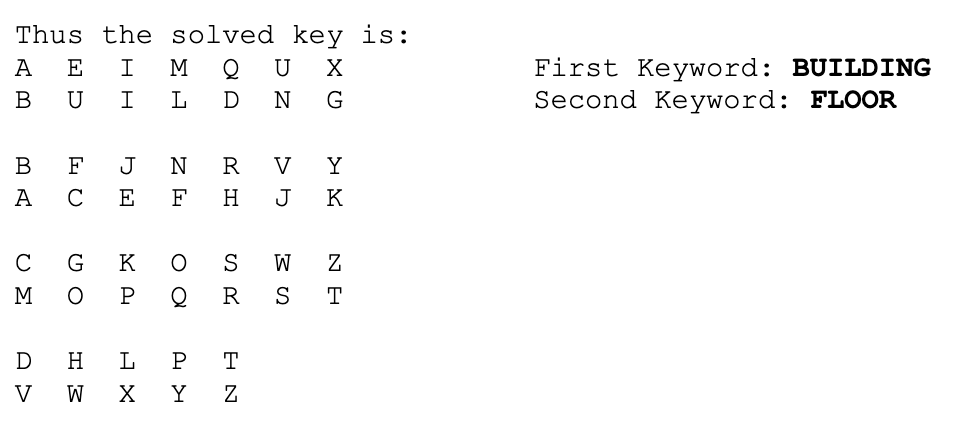 Thus the solved key is:
A E I M Q U X First Keyword: BUILDING
B U I L D N G Second Keyword: FLOOR
B F J N R V Y
A C E F H J K
C G K O S W Z
M O P Q R S T
D H L P T
V W X Y Z